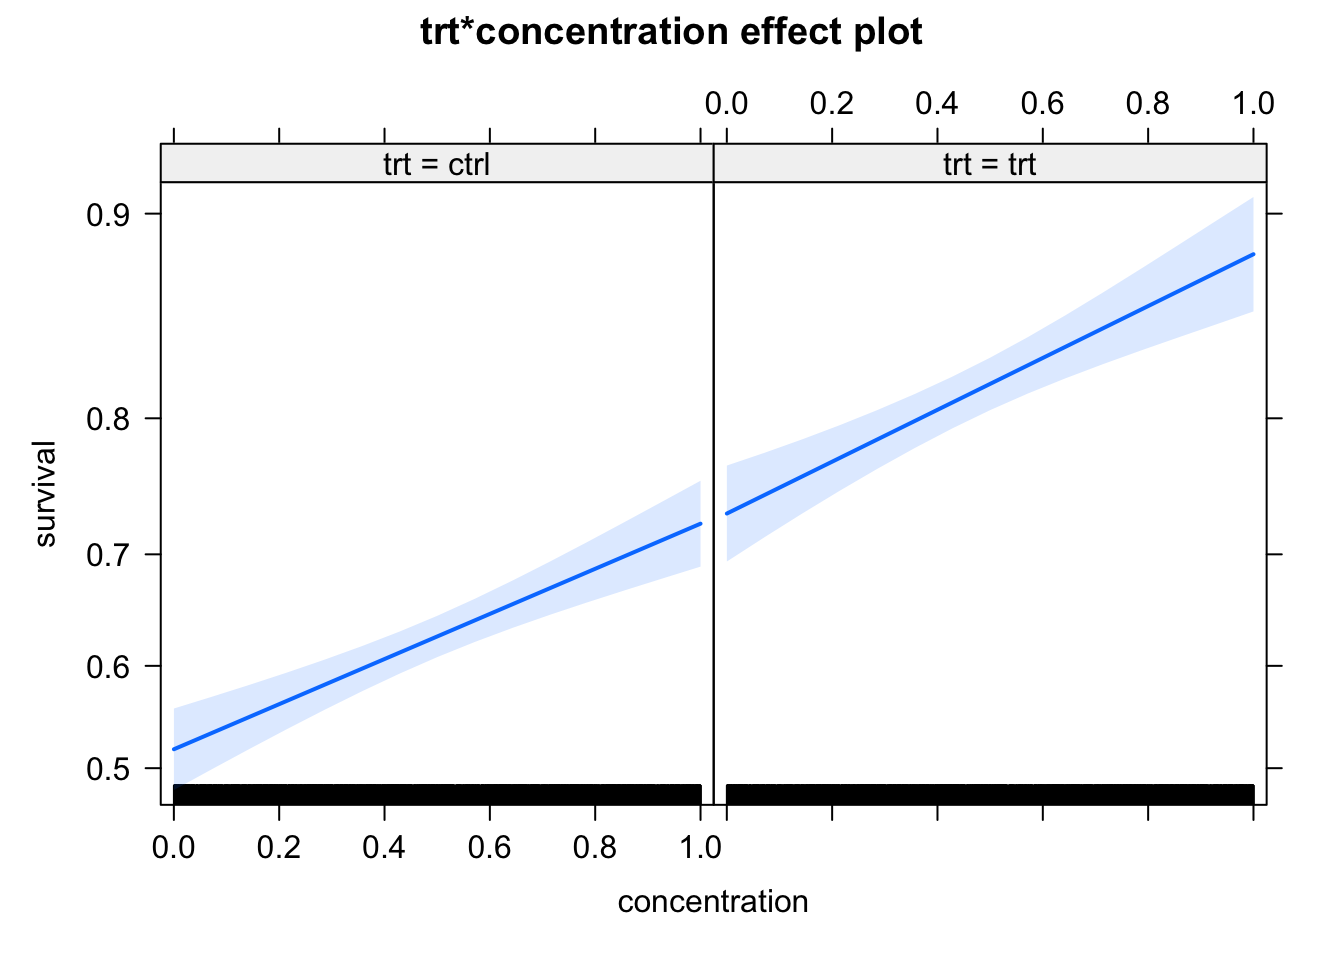 trt*concentration effect plot
0.0 0.2 0.4 0.6 0.8 1.0
trt = ctrl trt = trt
0.9
0.8
0.7
0.6
0.5
survival
0.0 0.2 0.4 0.6 0.8 1.0
concentration